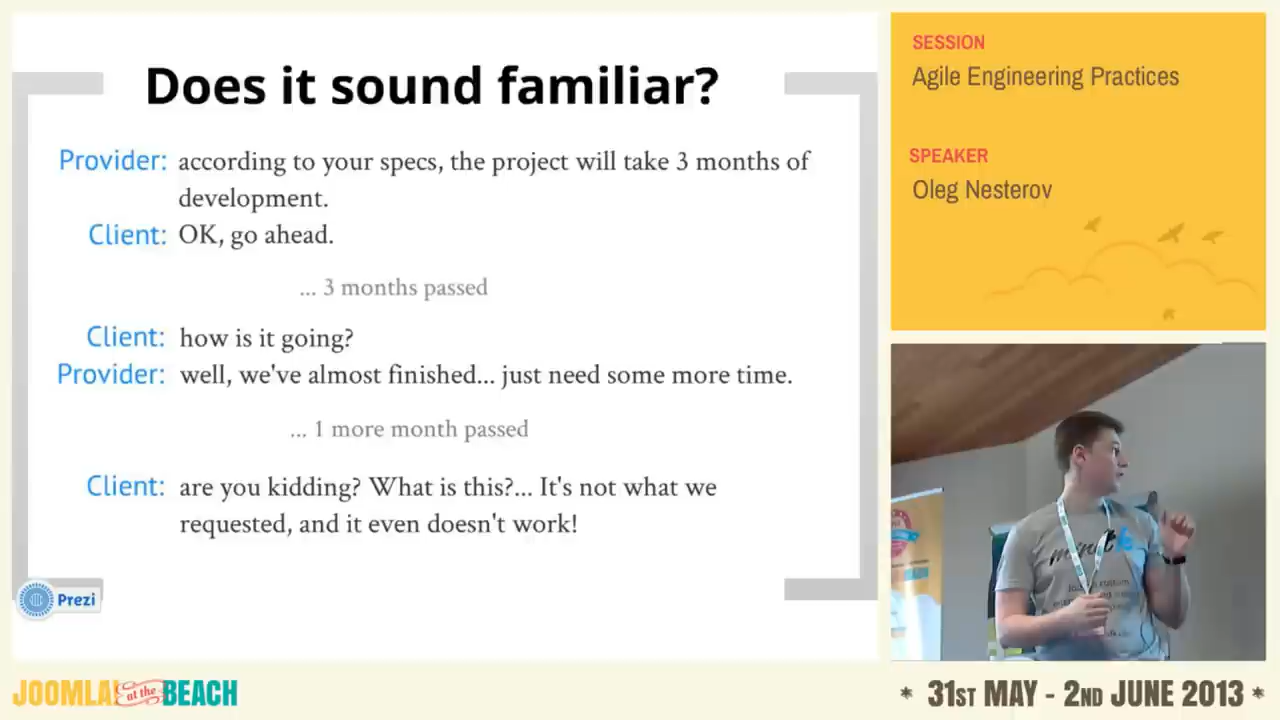 Does it sound familiar?
Provider: according to your specs, the project will take 3 months of
development.
Client: OK, go ahead.
... 3 months passed
Client: how is it going?
Provider: well, we've almost finished... just need some more time.
... 1 more month passed
Client: are you kidding? What is this?... It's not what we
requested, and it even doesn't work!
Prezi
SESSION
Agile Engineering Practices
SPEAKER
Oleg Nesterov
JOOMLA! at the BEACH
* 31ST MAY - 2ND JUNE 2013 *